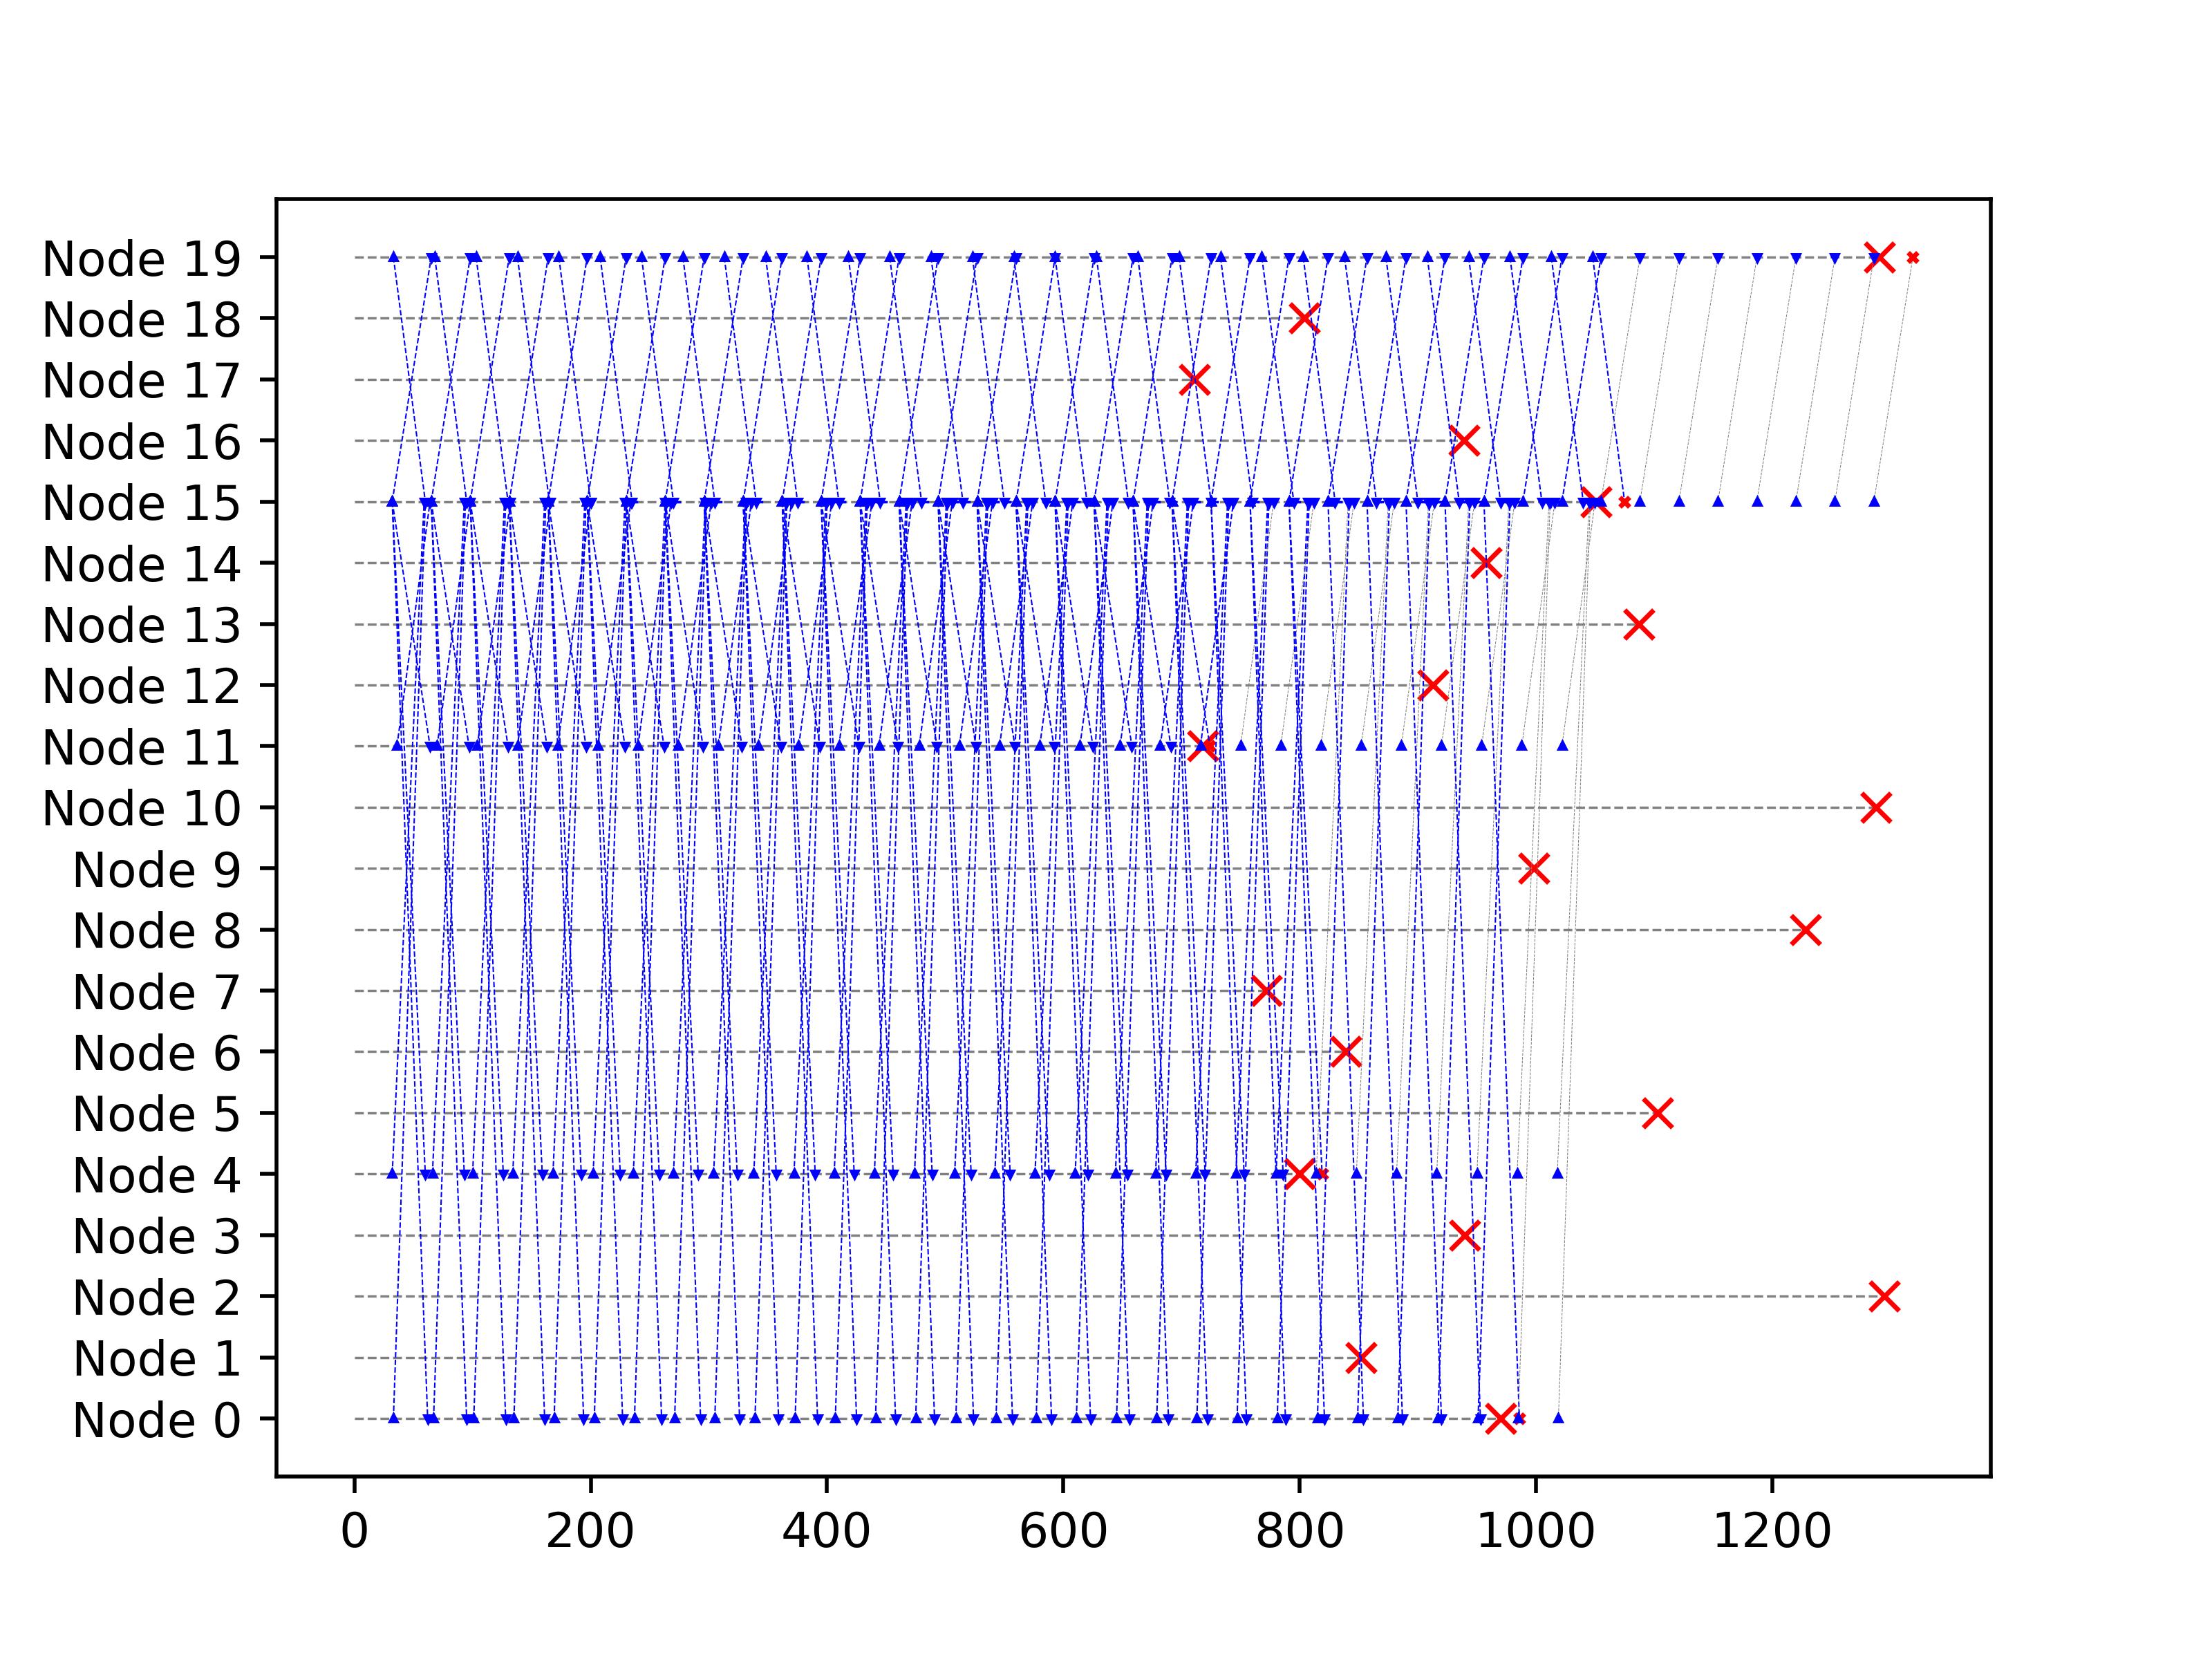 Node 19
Node 18
Node 17
Node 16
Node 15
Node 14
Node 13
Node 12
Node 11
Node 10
Node 9
Node 8
Node 7
Node 6
Node 5
Node 4
Node 3
Node 2
Node 1
Node 0
0 200 400 600 800 1000 1200